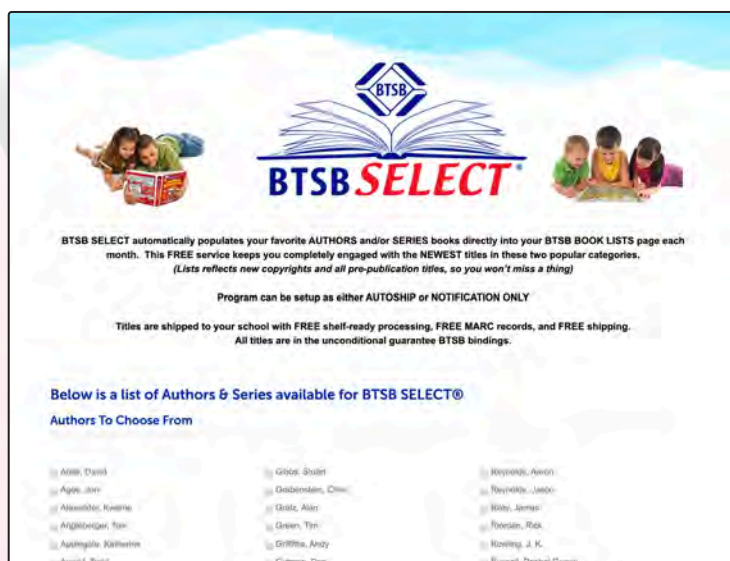 BTSB
BTSB SELECT®
BTSB SELECT automatically populates your favorite AUTHORS and/or SERIES books directly into your BTSB BOOK LISTS page each
month. This FREE service keeps you completely engaged with the NEWEST titles in these two popular categories.
(Lists reflects new copyrights and all pre-publication titles, so you won't miss a thing)
Program can be setup as either AUTOSHIP or NOTIFICATION ONLY
Titles are shipped to your school with FREE shelf-ready processing, FREE MARC records, and FREE shipping.
All titles are in the unconditional guarantee BTSB bindings.
Below is a list of Authors & Series available for BTSB SELECT®
Authors To Choose From
David
Gibbs, Stuart
Reynolds, Aaron
Agee, Jon
Reynolds, Jason
Alexander, Kwame
Gratz, Alan
Riley, James
Angleberger, Tom
Green, Tim
Riordan, Rick
Applegate, Katherine
Griffiths, Andy
Rowling, J. K.